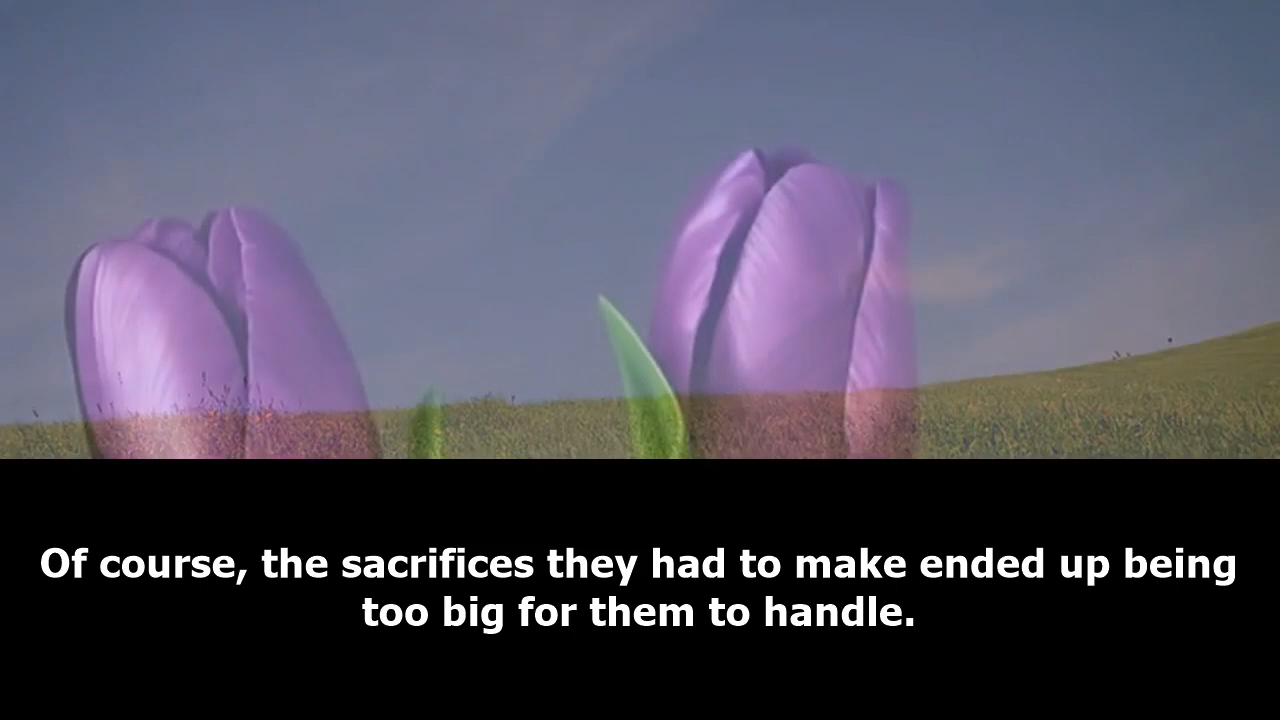 Of course, the sacrifices they had to make ended up being
too big for them to handle.